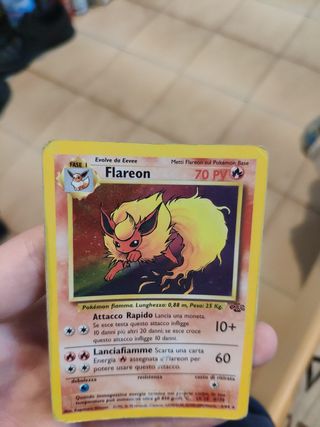 FASE 1
Evolve da Eevee
Metti Flareon sul Pokémon Base
Flareon
70 PV
Pokémon fiamma. Lunghezza: 0,88 m, Peso: 25 Kg.
Attacco Rapido Lancia una moneta.
Se esce testa questo attacco infligge
10 danni più altri 20 danni; se esce croce
questo attacco infligge 10 danni.
10+
Lanciafiamme Scarta una carta
Energia assegnata a Flareon per
potere usare questo attacco.
60
debolezza
resistenza
costo di ritirata